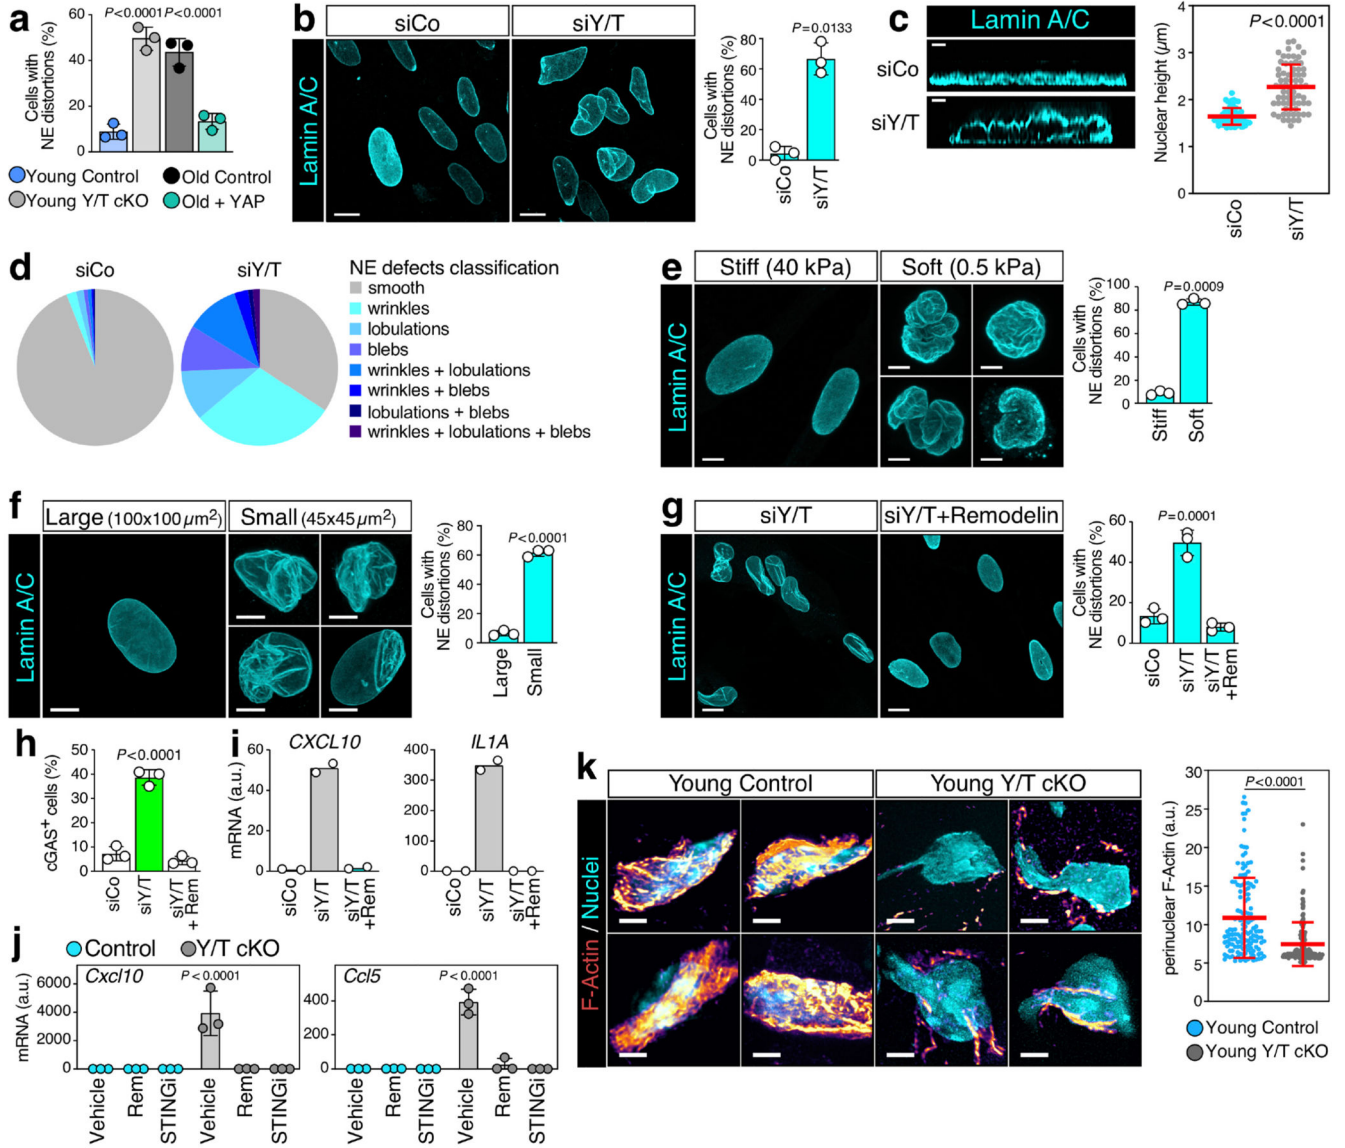 a
P<0.0001 P<0.0001
Cells with
NE distortions (%)
60
40
20
0
Young Control
Old Control
Young Y/T cKO
Old + YAP
b
siCo
siY/T
Lamin A/C
P=0.0133
Cells with
NE distortions (%)
80
60
40
20
0
siCo
siY/T
c
Lamin A/C
siCo
siY/T
P<0.0001
Nuclear height (µm)
4
3
2
1
0
siCo
siY/T
d
siCo
siY/T
NE defects classification
smooth
wrinkles
lobulations
blebs
wrinkles + lobulations
wrinkles + blebs
lobulations + blebs
wrinkles + lobulations + blebs
e
Stiff (40 kPa)
Soft (0.5 kPa)
Lamin A/C
P=0.0009
Cells with
NE distortions (%)
100
80
60
40
20
0
Stiff
Soft
f
Large (100x100 µm²)
Small (45x45 µm²)
Lamin A/C
P<0.0001
Cells with
NE distortions (%)
80
60
40
20
0
Large
Small
g
siY/T
siY/T+Remodelin
Lamin A/C
P=0.0001
Cells with
NE distortions (%)
60
40
20
0
siCo
siY/T
siY/T
+Rem
h
P<0.0001
cGAS⁺ cells (%)
50
40
30
20
10
0
siCo
siY/T
siY/T
+ Rem
i
CXCL10
mRNA (a.u.)
60
40
20
0
siCo
siY/T
siY/T
+Rem
IL1A
400
300
200
100
0
siCo
siY/T
siY/T
+Rem
j
Control
Y/T cKO
Cxcl10
P<0.0001
mRNA (a.u.)
6000
4000
2000
0
Vehicle
Rem
STINGi
Vehicle
Rem
STINGi
Ccl5
P<0.0001
400
200
0
Vehicle
Rem
STINGi
Vehicle
Rem
STINGi
k
Young Control
Young Y/T cKO
F-Actin / Nuclei
P<0.0001
perinuclear F-Actin (a.u.)
30
25
20
15
10
5
0
Young Control
Young Y/T cKO